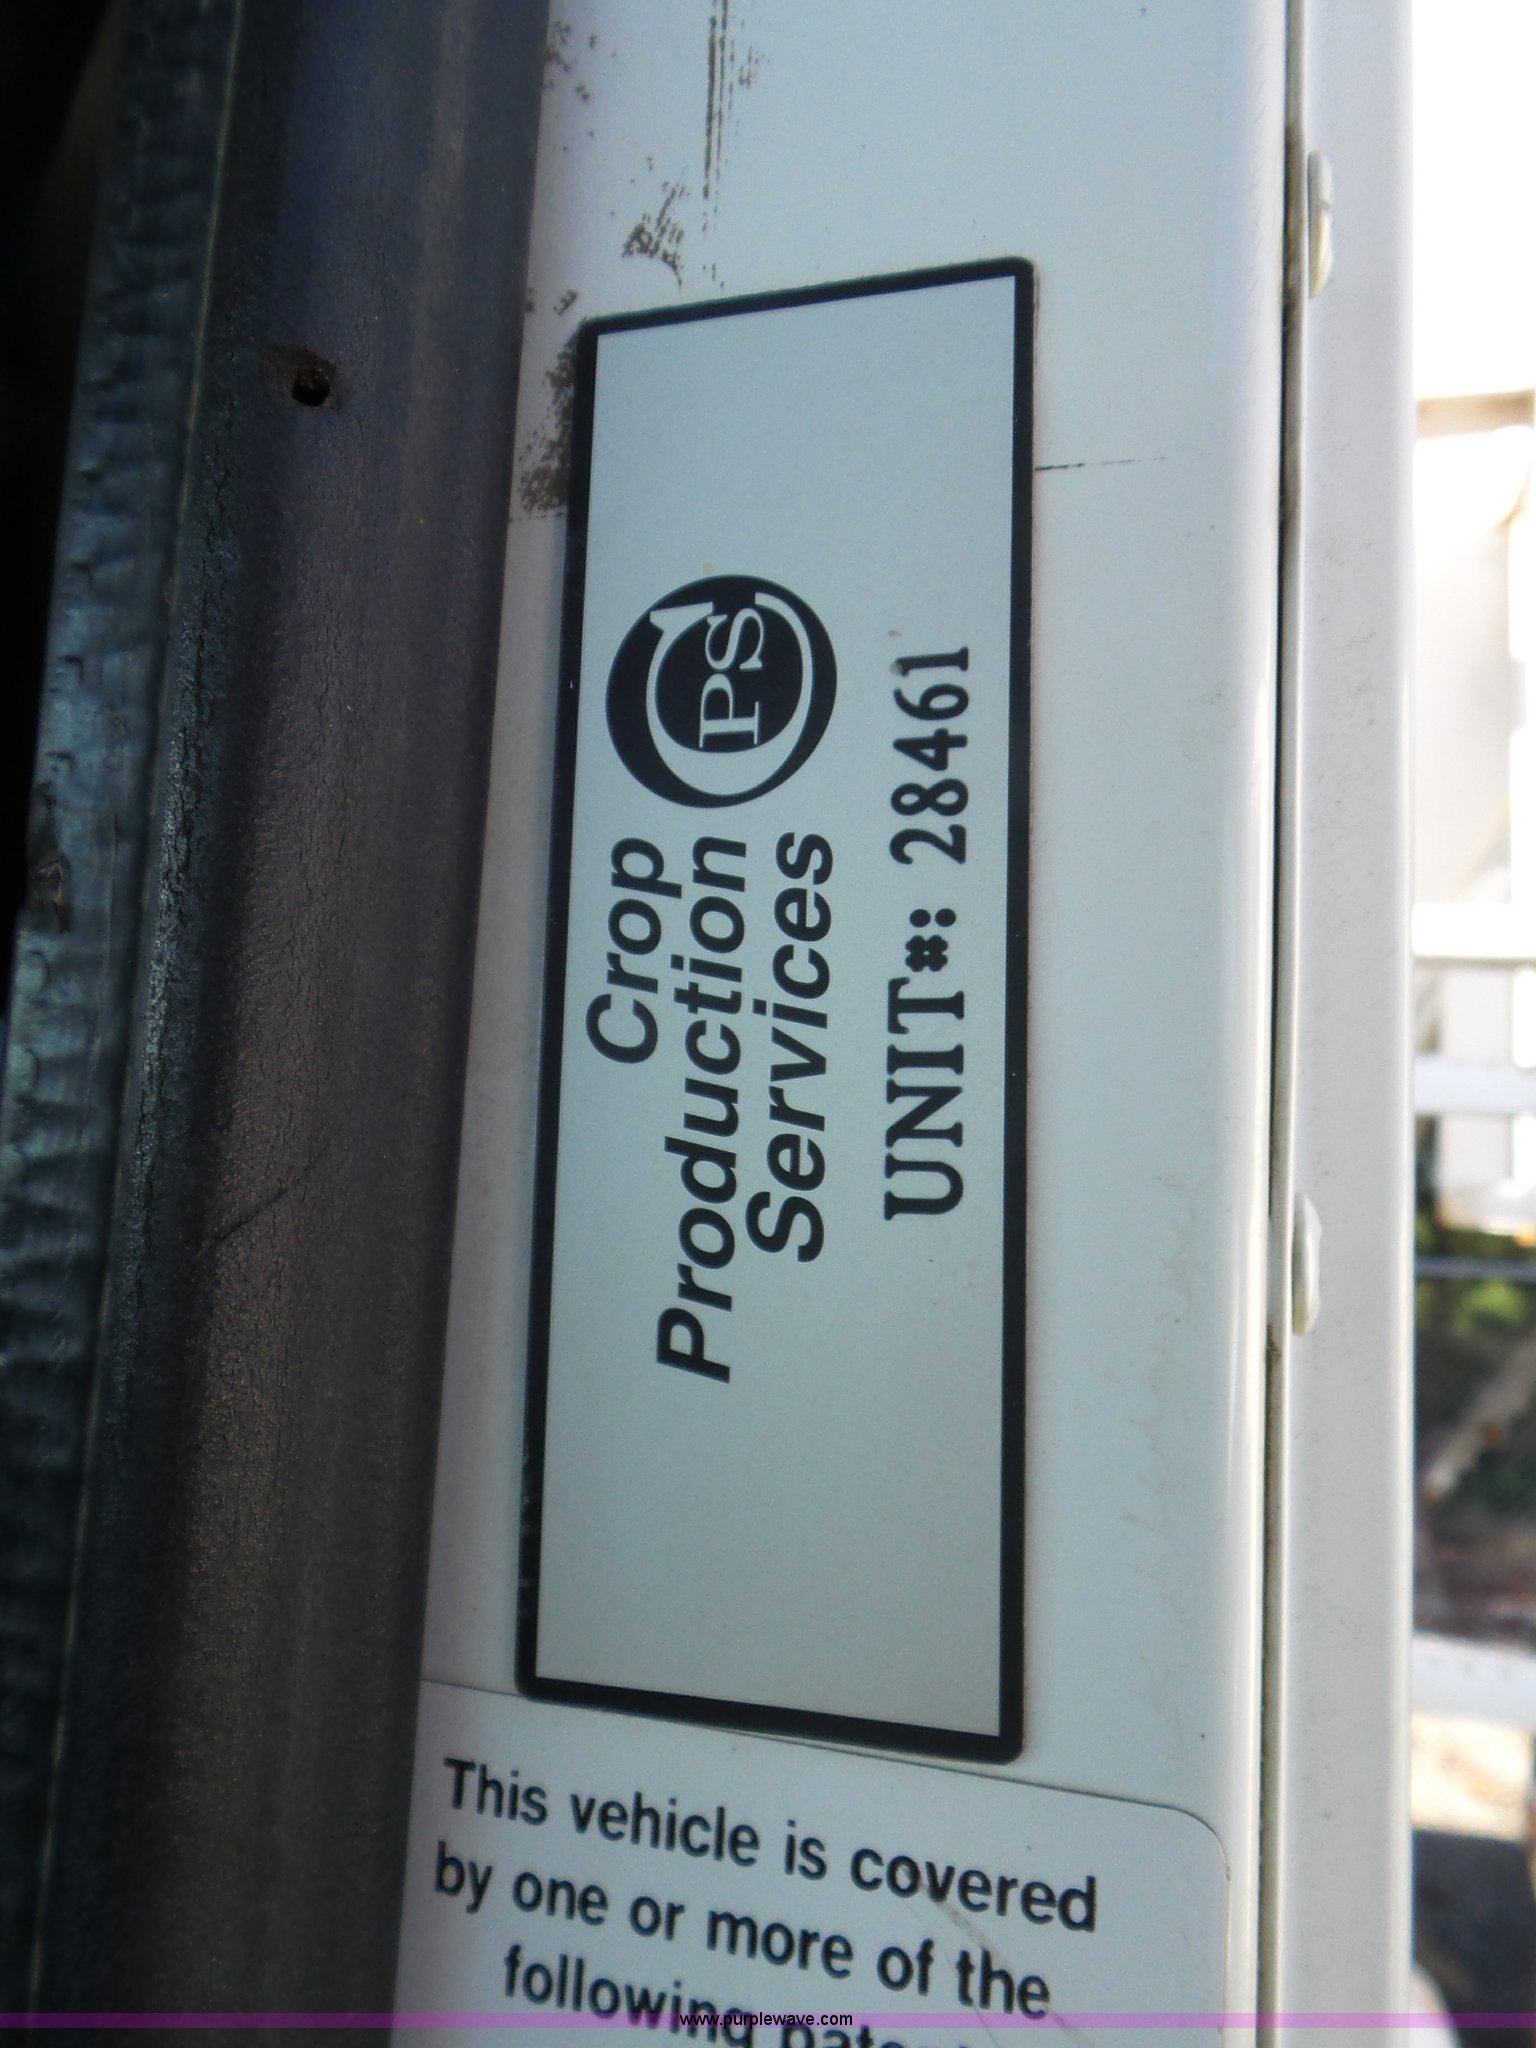 Crop
Production
Services
CPS
UNIT#: 28461
This vehicle is covered
by one or more of the
following
www.purplewave.com